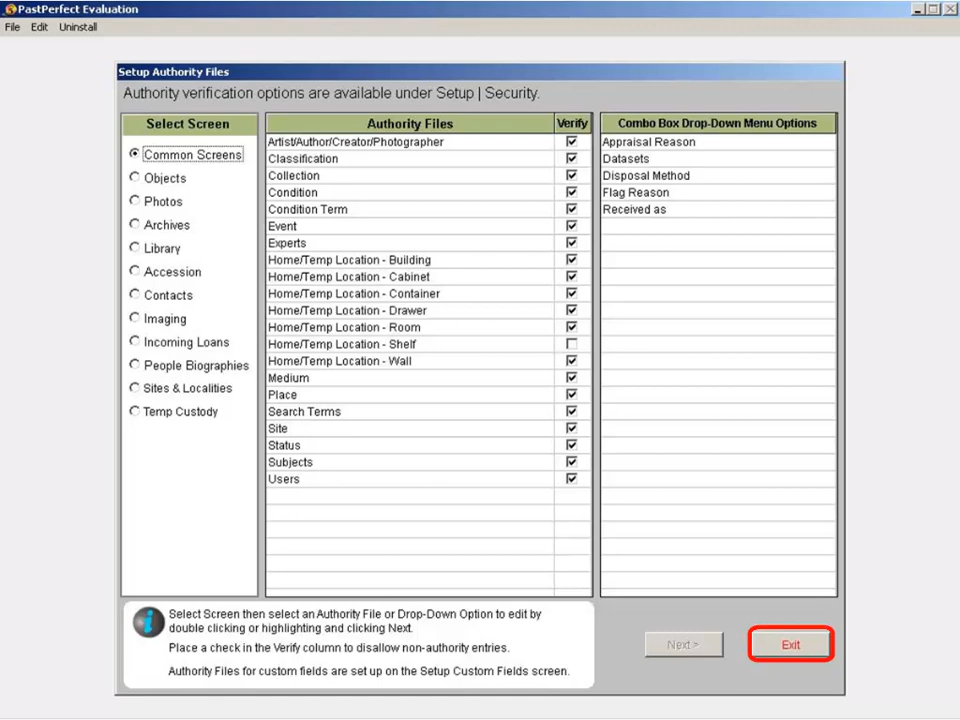 PastPerfect Evaluation
File Edit Uninstall
Setup Authority Files
Authority verification options are available under Setup | Security.
Select Screen
Common Screens
Objects
Photos
Archives
Library
Accession
Contacts
Imaging
Incoming Loans
People Biographies
Sites & Localities
Temp Custody
Authority Files Verify
Artist/Author/Creator/Photographer
Classification
Collection
Condition
Condition Term
Event
Experts
Home/Temp Location - Building
Home/Temp Location - Cabinet
Home/Temp Location - Container
Home/Temp Location - Drawer
Home/Temp Location - Room
Home/Temp Location - Shelf
Home/Temp Location - Wall
Medium
Place
Search Terms
Site
Status
Subjects
Users
Combo Box Drop-Down Menu Options
Appraisal Reason
Datasets
Disposal Method
Flag Reason
Received as
Select Screen then select an Authority File or Drop-Down Option to edit by
double clicking or highlighting and clicking Next.
Place a check in the Verify column to disallow non-authority entries.
Authority Files for custom fields are set up on the Setup Custom Fields screen.
Next >
Exit